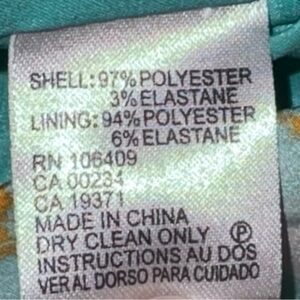 SHELL: 97% POLYESTER
3% ELASTANE
LINING: 94% POLYESTER
6% ELASTANE
RN 106409
CA 00234
CA 19371
MADE IN CHINA
DRY CLEAN ONLY Ⓟ
INSTRUCTIONS AU DOS
VER AL DORSO PARA CUIDADO